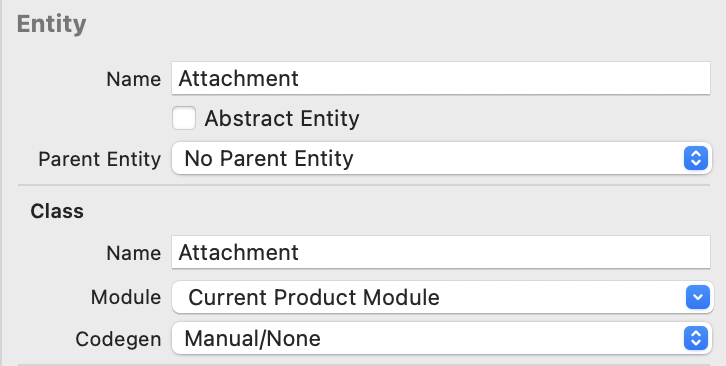 Entity
Name Attachment
Abstract Entity
Parent Entity No Parent Entity
Class
Name Attachment
Module Current Product Module
Codegen Manual/None